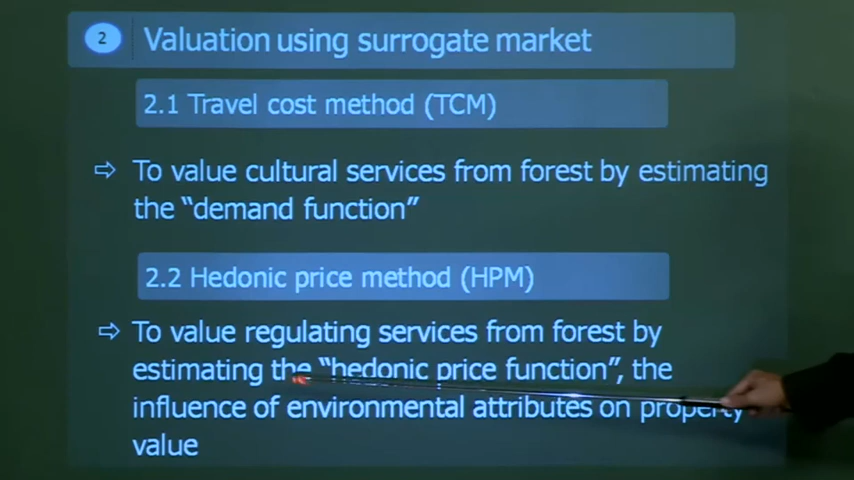 2
Valuation using surrogate market
2.1 Travel cost method (TCM)
⇨ To value cultural services from forest by estimating
the “demand function”
2.2 Hedonic price method (HPM)
⇨ To value regulating services from forest by
estimating the “hedonic price function”, the
influence of environmental attributes on property
value